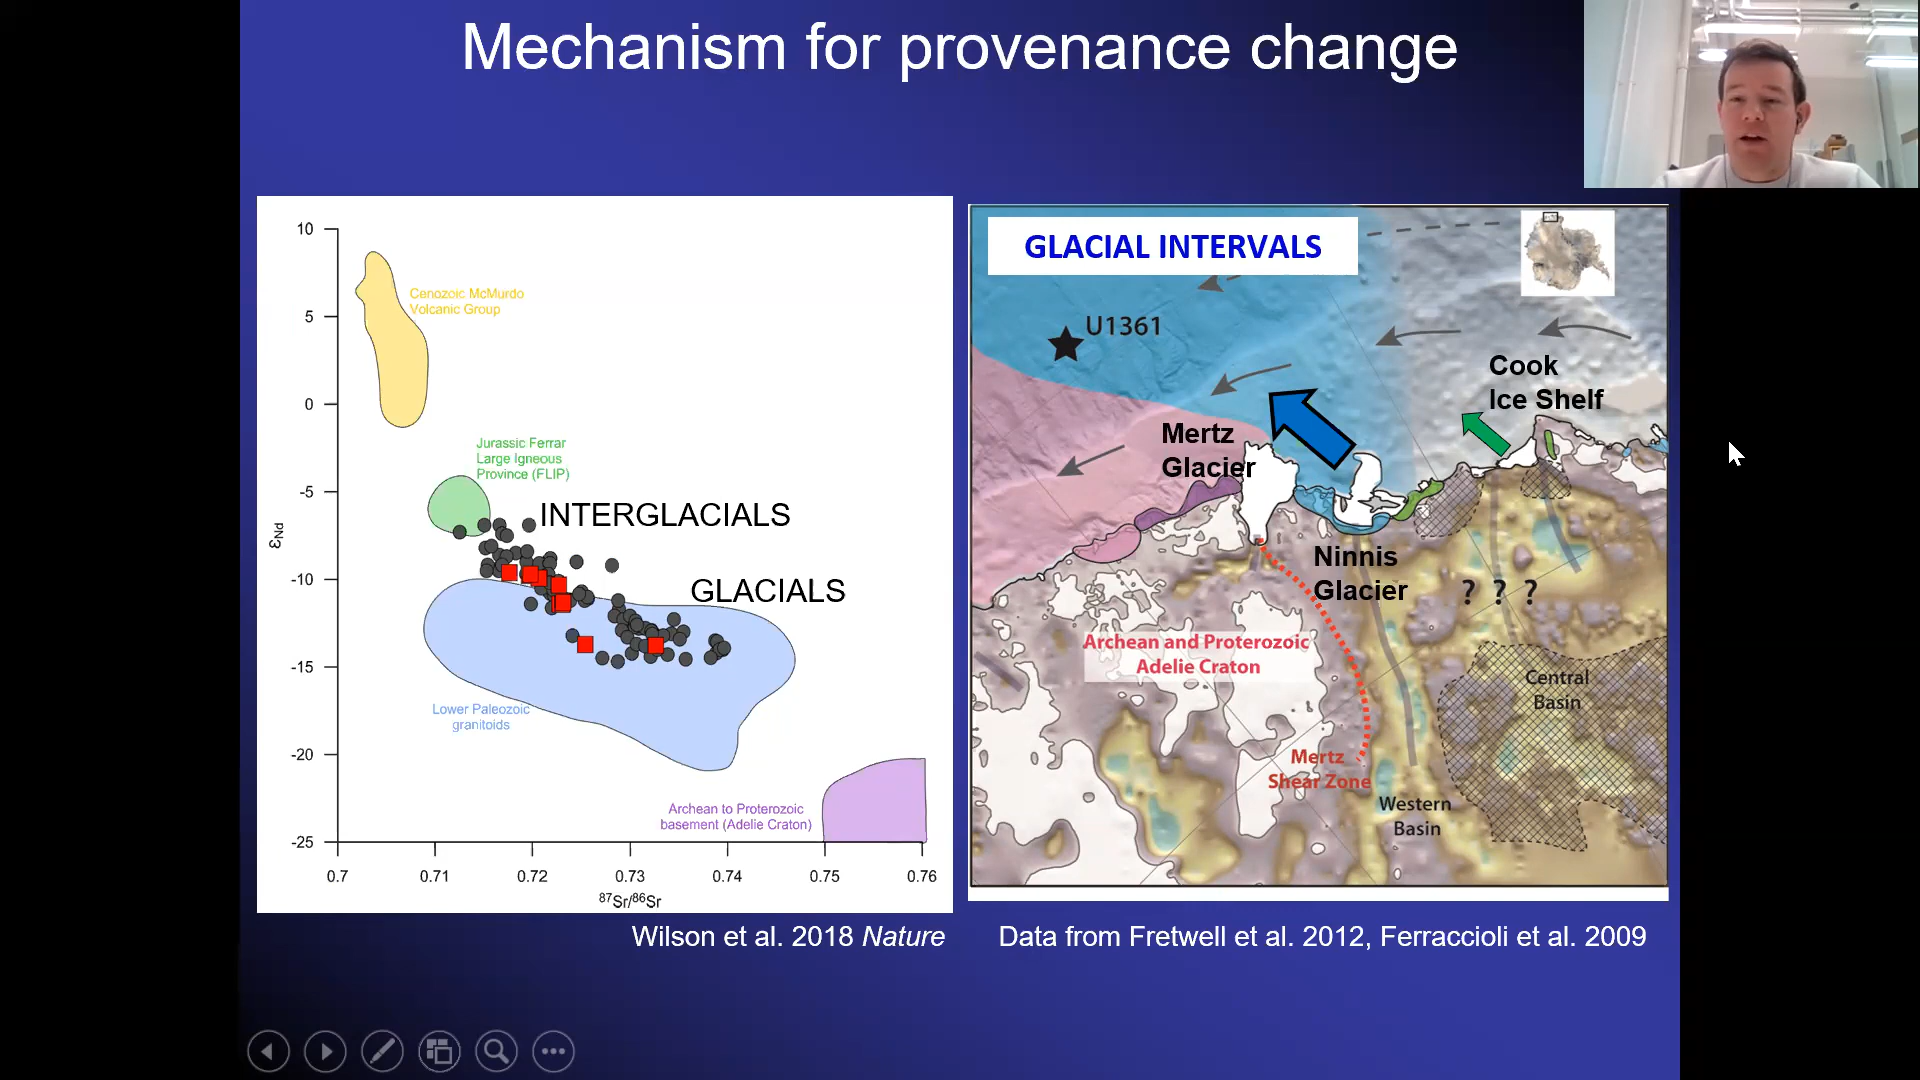 Mechanism for provenance change
10
5
0
-5
-10
-15
-20
-25
εNd
0.7
0.71
0.72
0.73
0.74
0.75
0.76
87Sr/86Sr
Cenozoic McMurdo
Volcanic Group
Jurassic Ferrar
Large Igneous
Province (FLIP)
INTERGLACIALS
GLACIALS
Lower Paleozoic
granitoids
Archean to Proterozoic
basement (Adelie Craton)
Wilson et al. 2018 Nature
GLACIAL INTERVALS
U1361
Cook
Ice Shelf
Mertz
Glacier
Ninnis
Glacier
? ? ?
Archean and Proterozoic
Adelie Craton
Central
Basin
Mertz
Shear Zone
Western
Basin
Data from Fretwell et al. 2012, Ferraccioli et al. 2009